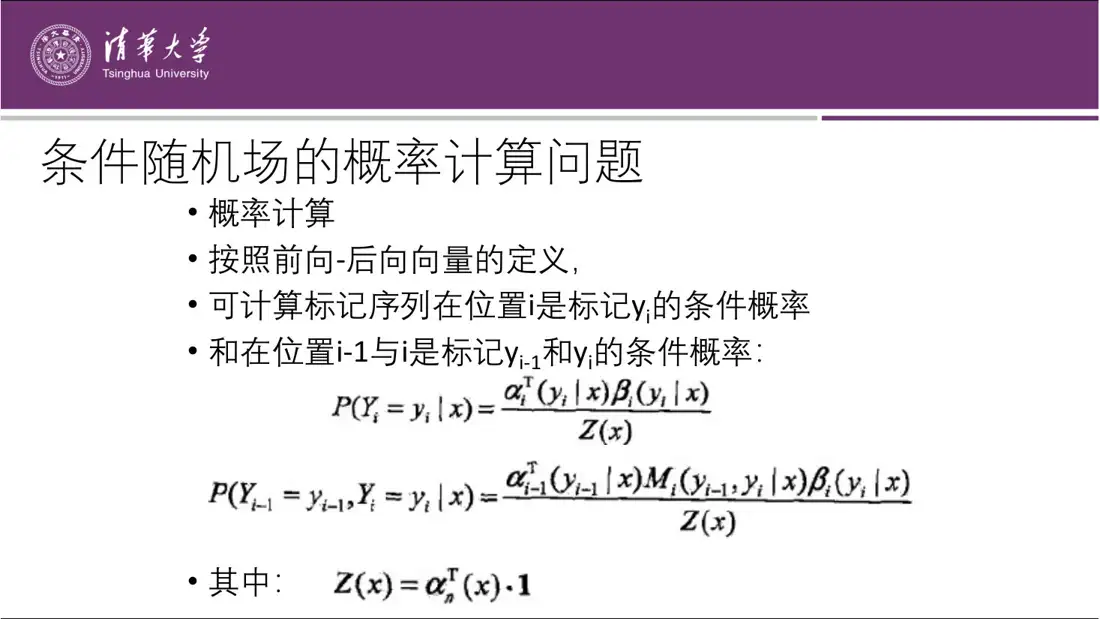 清华大学
Tsinghua University
条件随机场的概率计算问题
• 概率计算
• 按照前向-后向向量的定义,
• 可计算标记序列在位置i是标记yᵢ的条件概率
• 和在位置i-1与i是标记yᵢ₋₁和yᵢ的条件概率：
P(Yᵢ = yᵢ | x) = αᵢᵀ(yᵢ | x)βᵢ(yᵢ | x) / Z(x)
P(Yᵢ₋₁ = yᵢ₋₁, Yᵢ = yᵢ | x) = αᵢ₋₁ᵀ(yᵢ₋₁ | x)Mᵢ(yᵢ₋₁, yᵢ | x)βᵢ(yᵢ | x) / Z(x)
• 其中： Z(x) = αₙᵀ(x)·1